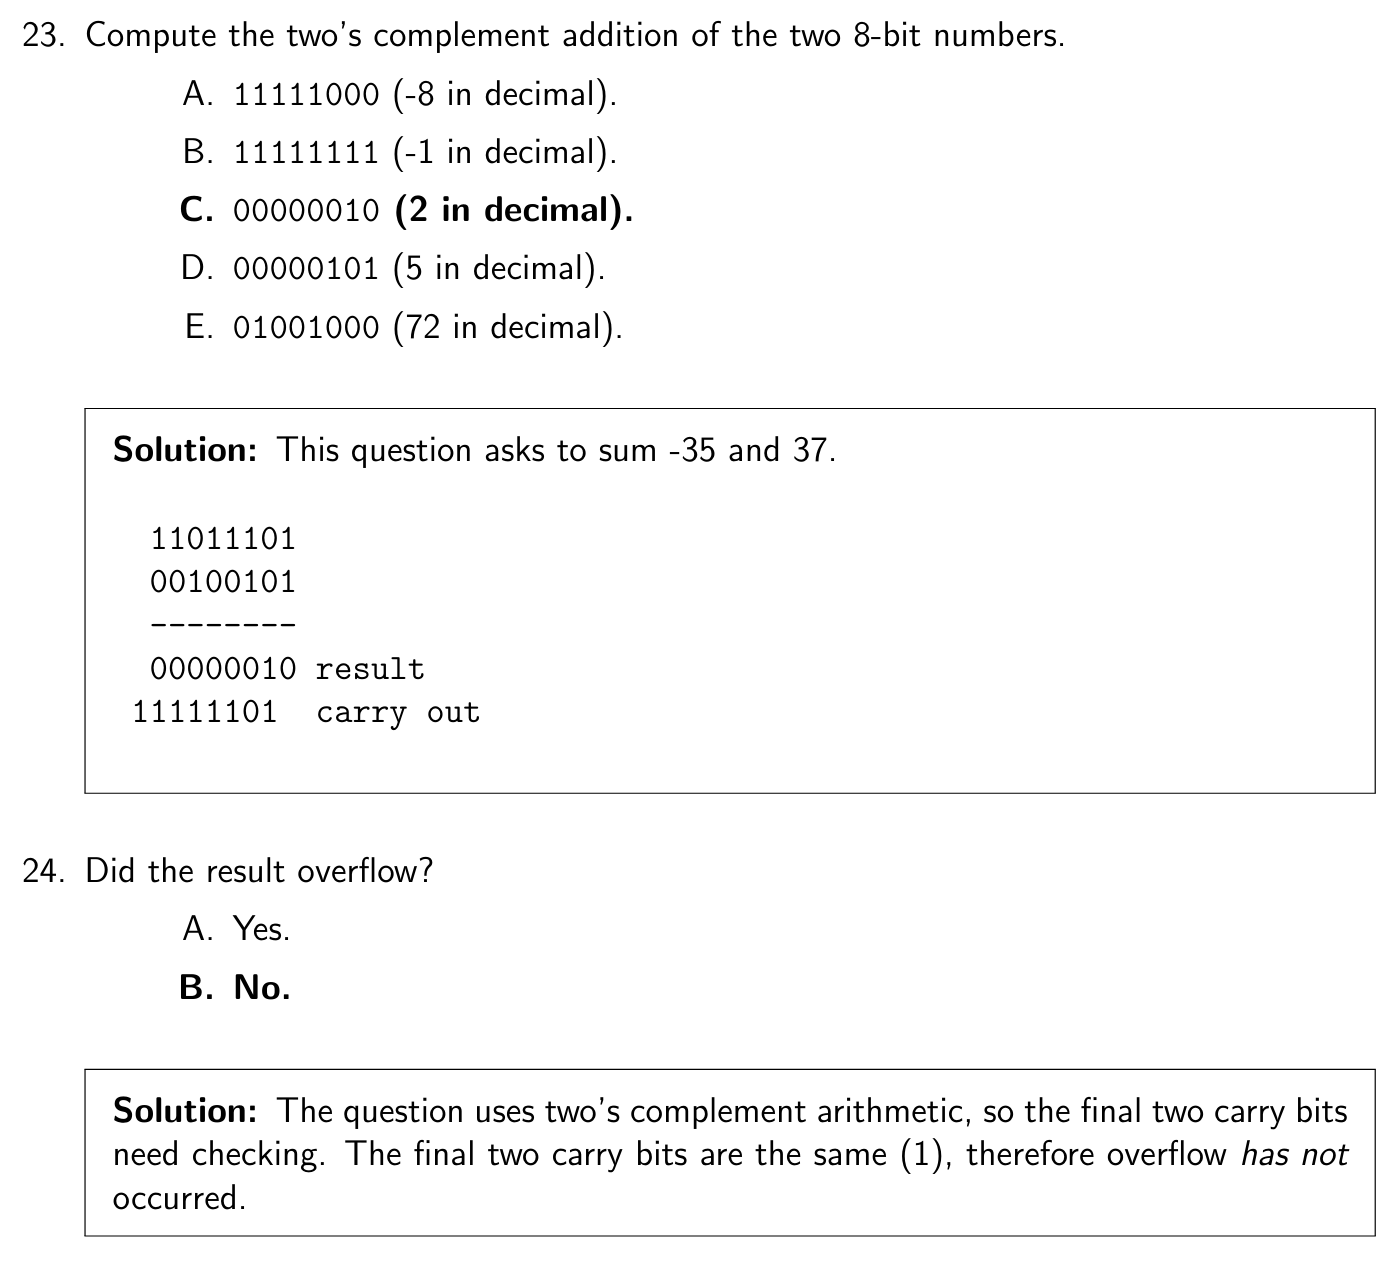 23. Compute the two's complement addition of the two 8-bit numbers.
A. 11111000 (-8 in decimal).
B. 11111111 (-1 in decimal).
C. 00000010 (2 in decimal).
D. 00000101 (5 in decimal).
E. 01001000 (72 in decimal).
Solution: This question asks to sum -35 and 37.
11011101
00100101
--------
00000010 result
11111101 carry out
24. Did the result overflow?
A. Yes.
B. No.
Solution: The question uses two's complement arithmetic, so the final two carry bits
need checking. The final two carry bits are the same (1), therefore overflow has not
occurred.